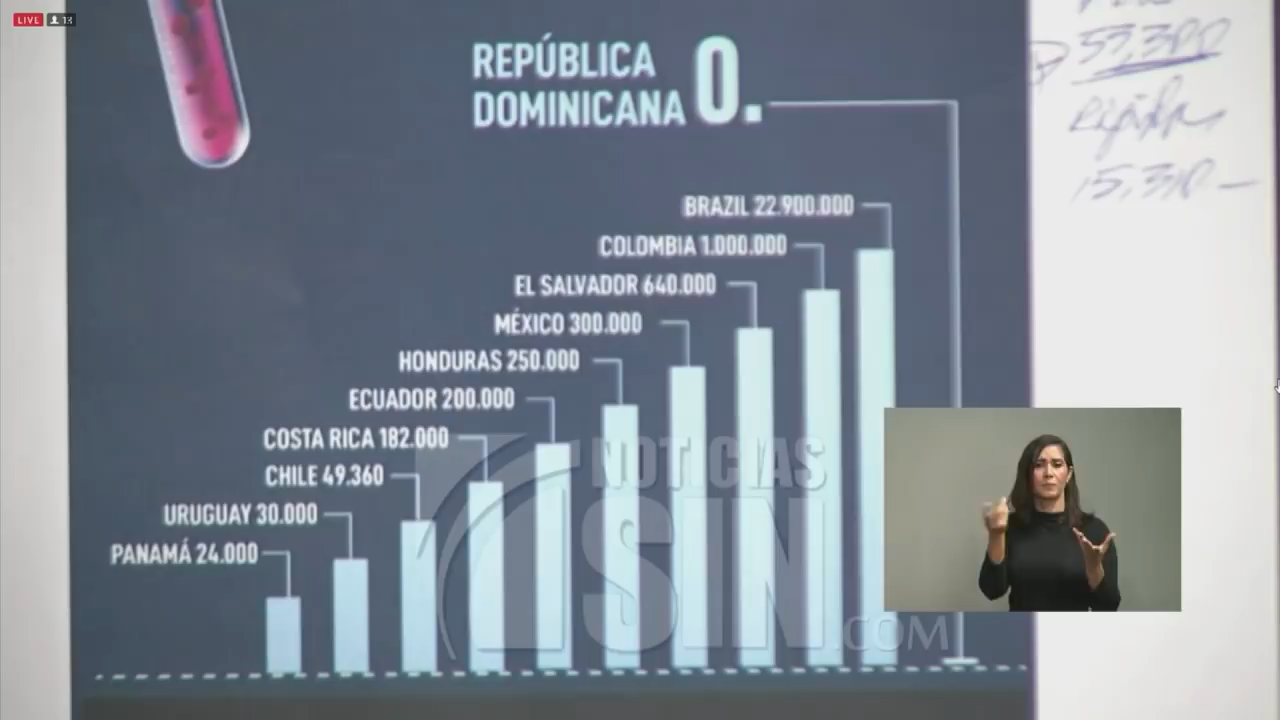 LIVE 13
REPÚBLICA
DOMINICANA 0.
BRAZIL 22.900.000
COLOMBIA 1.000.000
EL SALVADOR 640.000
MÉXICO 300.000
HONDURAS 250.000
ECUADOR 200.000
COSTA RICA 182.000
CHILE 49.360
URUGUAY 30.000
PANAMÁ 24.000
NOTICIAS
SIN
.COM